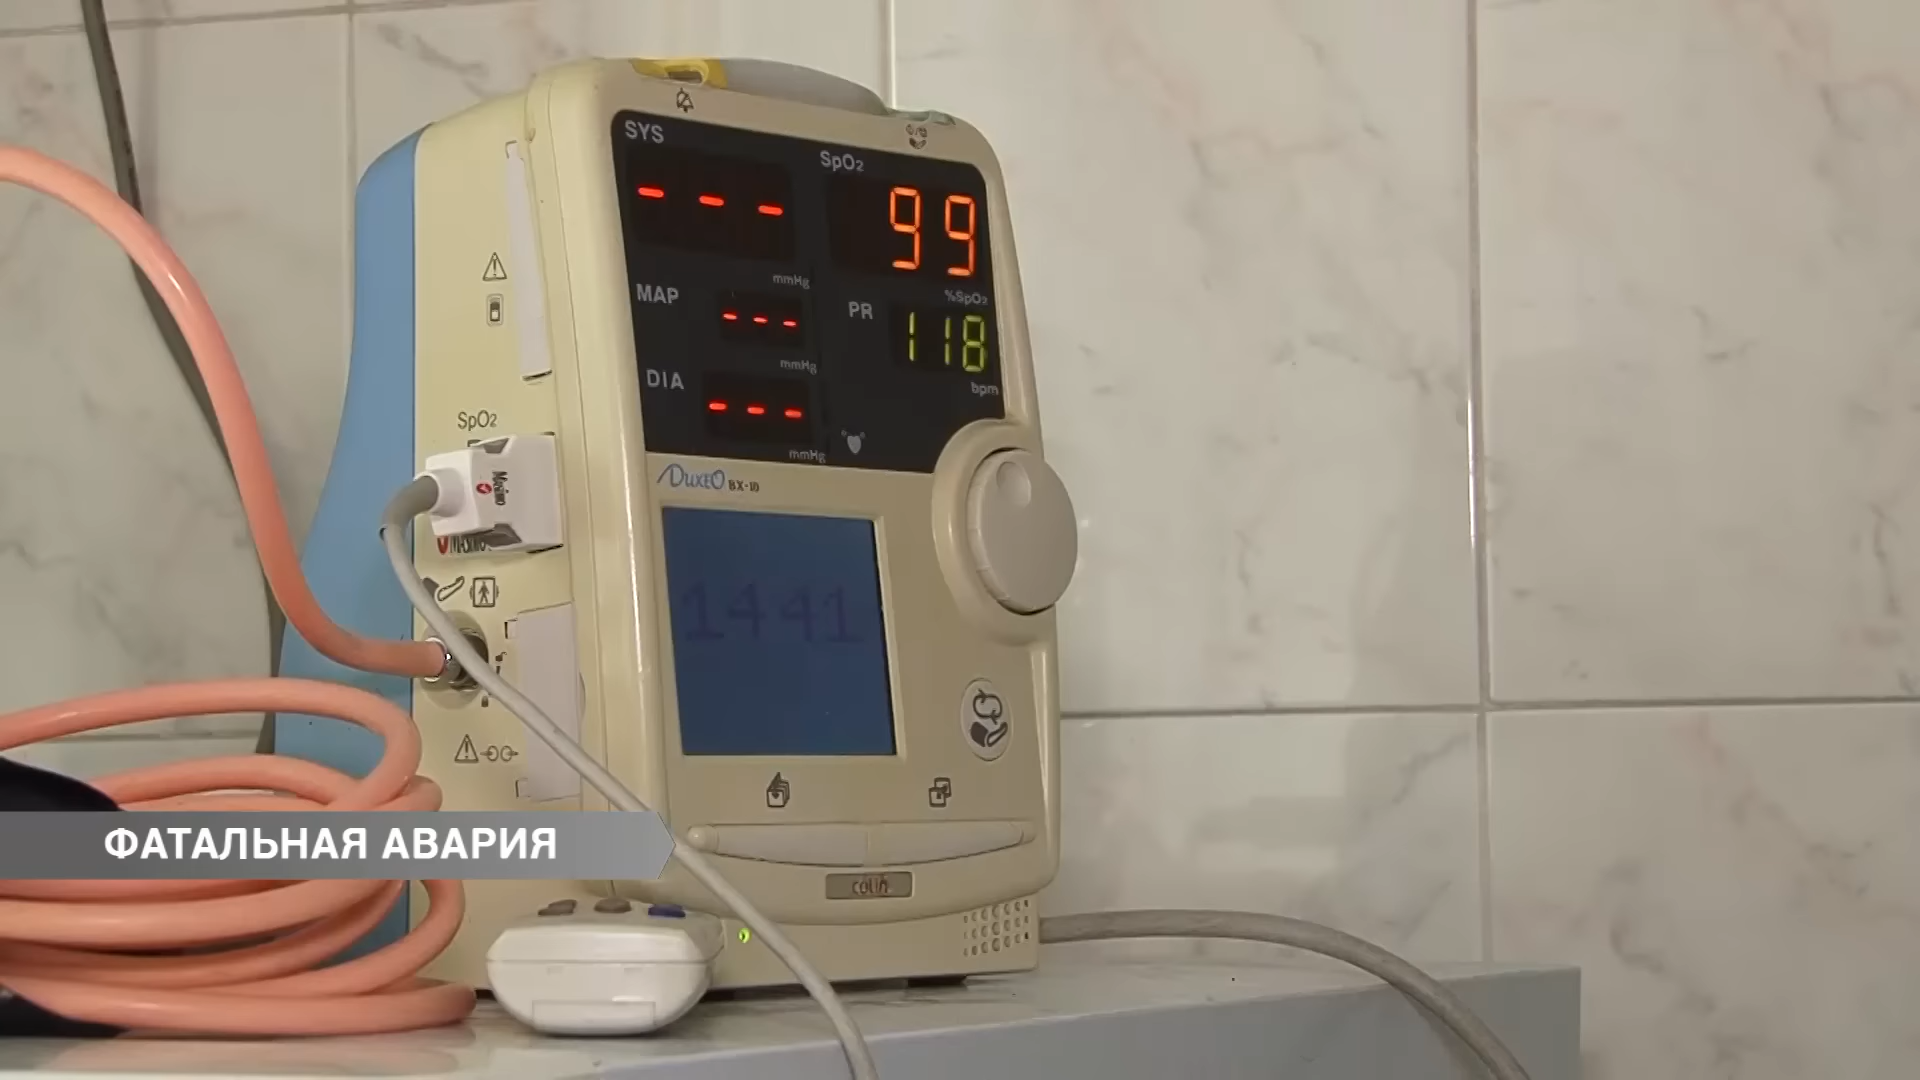 SYS
SpO2
- - -
99
mmHg
%SpO2
MAP
PR
- - -
118
mmHg
bpm
DIA
- - -
mmHg
SpO2
Masimo
DuxeO BX-10
1441
ФАТАЛЬНАЯ АВАРИЯ
colin